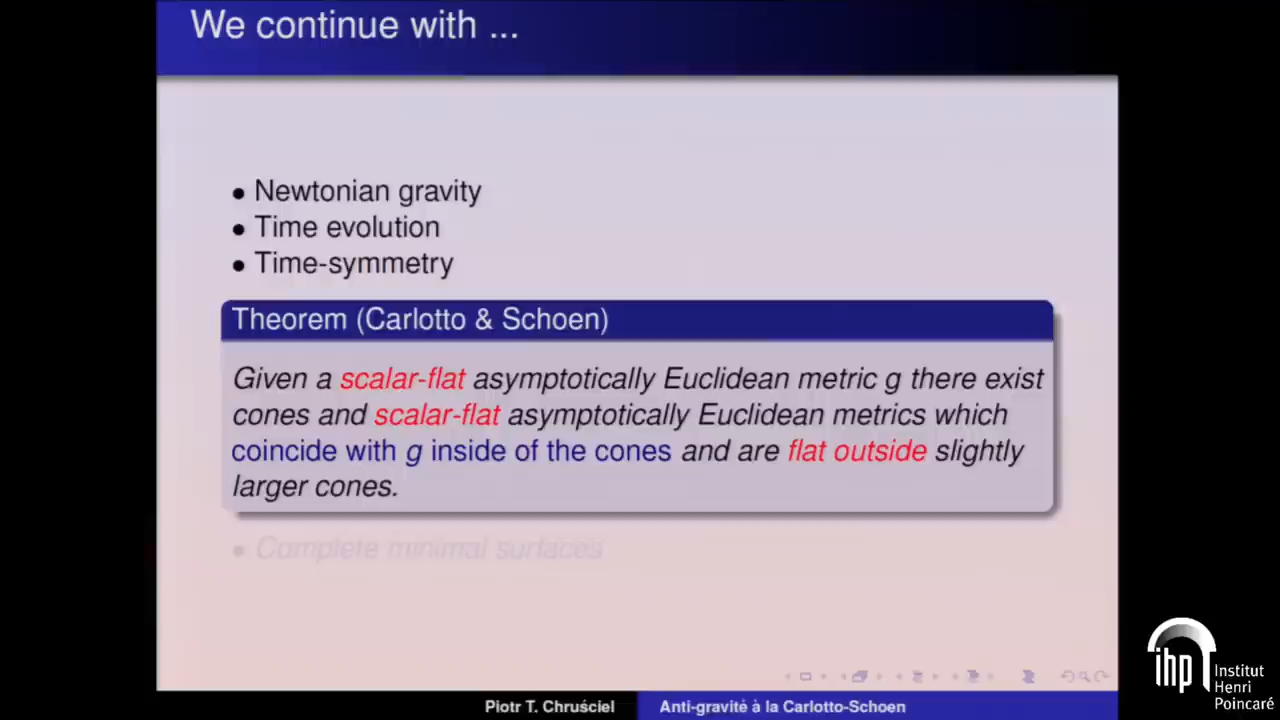 We continue with ...
• Newtonian gravity
• Time evolution
• Time-symmetry
Theorem (Carlotto & Schoen)
Given a scalar-flat asymptotically Euclidean metric g there exist
cones and scalar-flat asymptotically Euclidean metrics which
coincide with g inside of the cones and are flat outside slightly
larger cones.
• Complete minimal surfaces
Piotr T. Chruściel
Anti-gravité à la Carlotto-Schoen
ihp
Institut
Henri
Poincaré